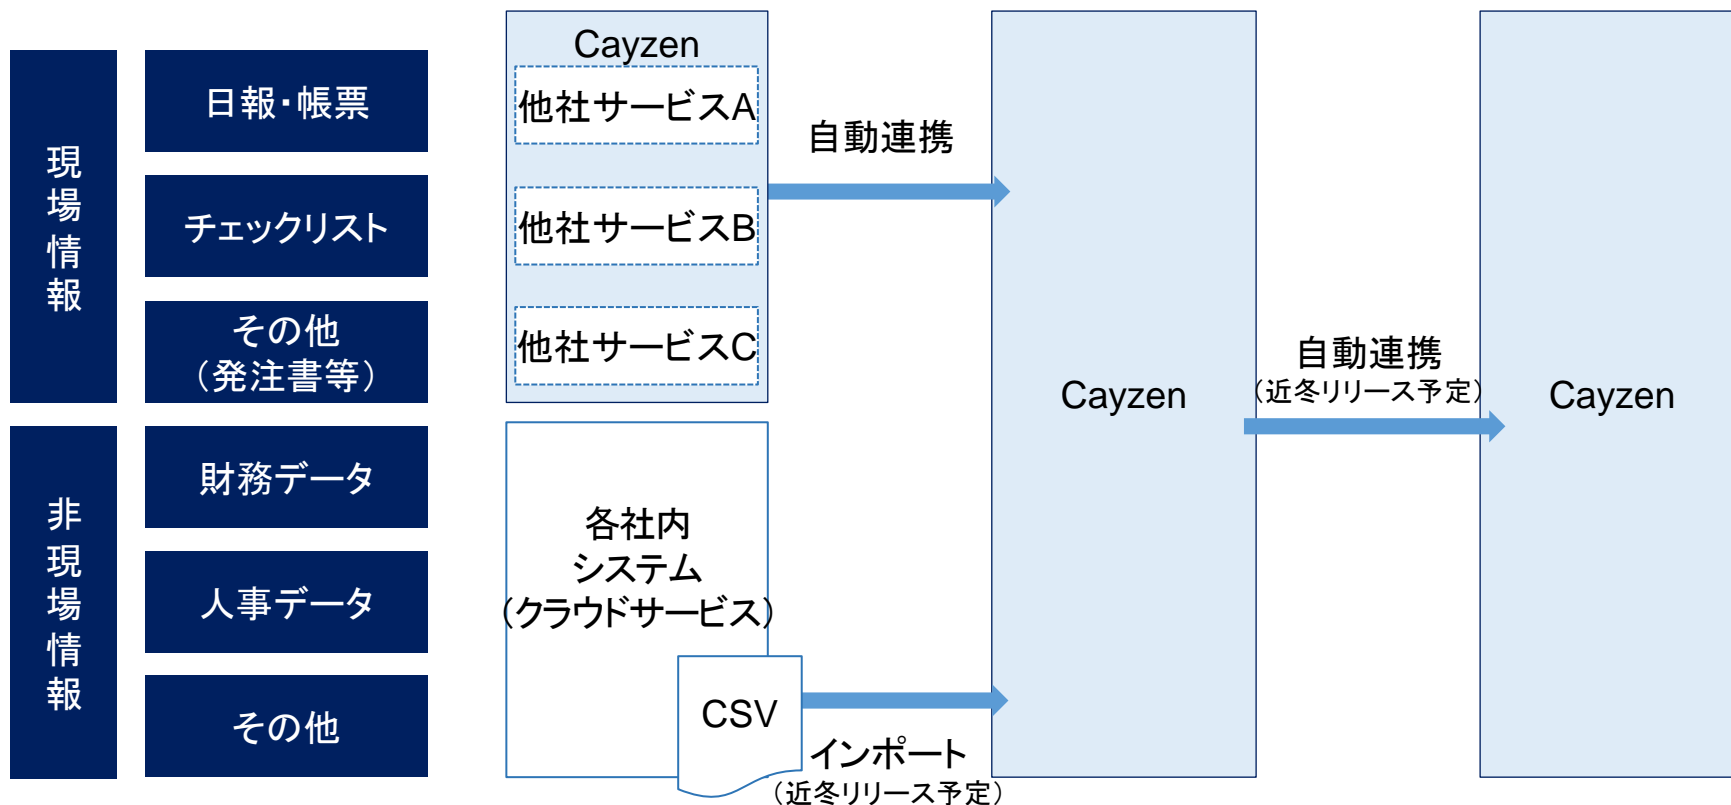 現場情報
日報・帳票
チェックリスト
その他
（発注書等）
Cayzen
他社サービスA
他社サービスB
他社サービスC
自動連携
非現場情報
財務データ
人事データ
その他
各社内
システム
（クラウドサービス）
CSV
インポート
（近冬リリース予定）
Cayzen
自動連携
（近冬リリース予定）
Cayzen